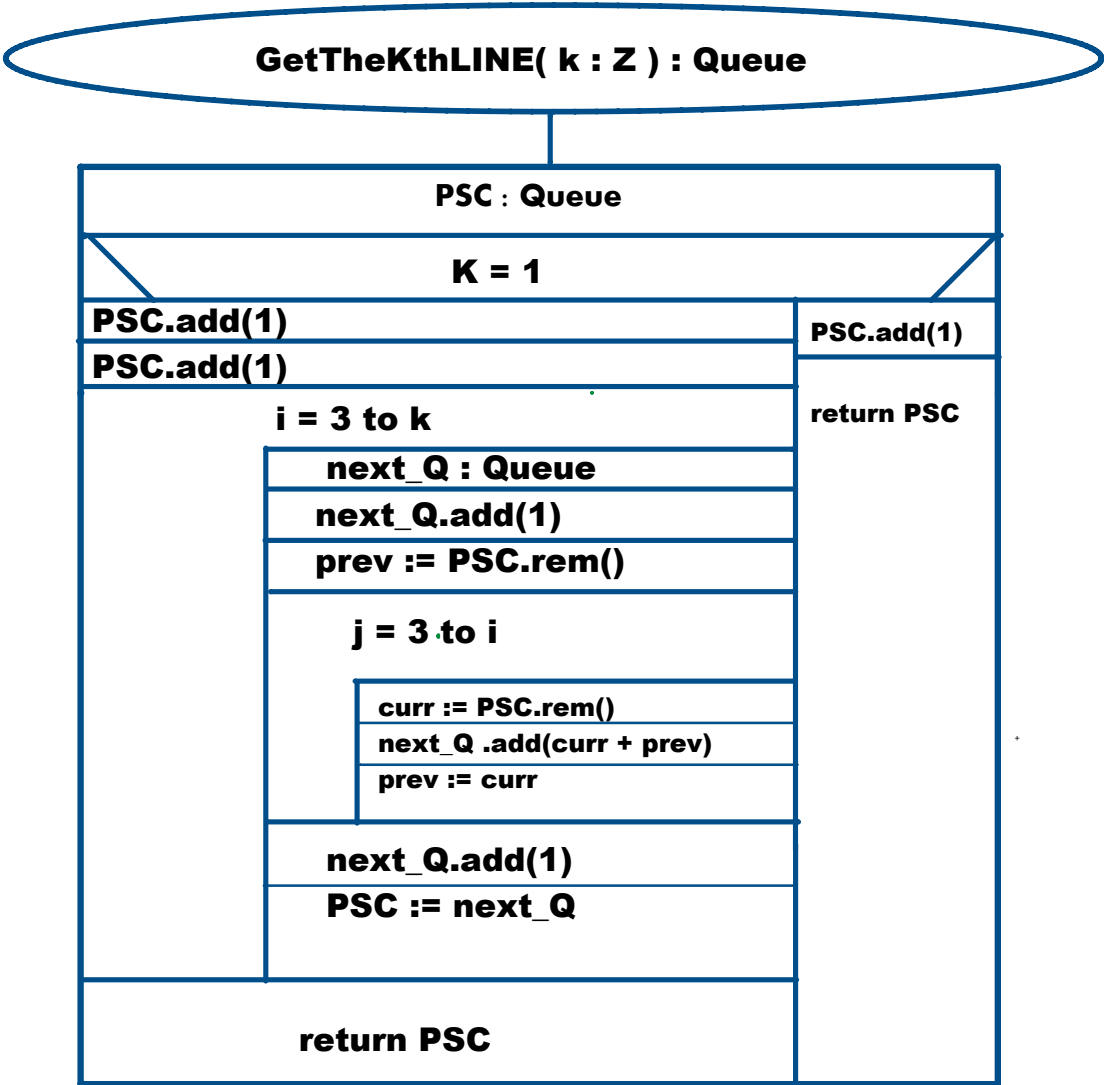 GetTheKthLINE( k : Z ) : Queue
PSC : Queue
K = 1
PSC.add(1)
PSC.add(1)
i = 3 to k
next_Q : Queue
next_Q.add(1)
prev := PSC.rem()
j = 3 to i
curr := PSC.rem()
next_Q .add(curr + prev)
prev := curr
next_Q.add(1)
PSC := next_Q
return PSC
PSC.add(1)
return PSC